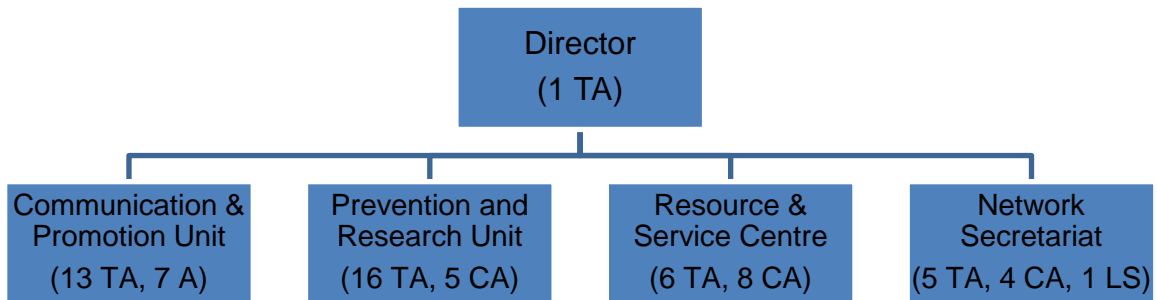 Director
(1 TA)
Communication &
Promotion Unit
(13 TA, 7 A)
Prevention and
Research Unit
(16 TA, 5 CA)
Resource &
Service Centre
(6 TA, 8 CA)
Network
Secretariat
(5 TA, 4 CA, 1 LS)